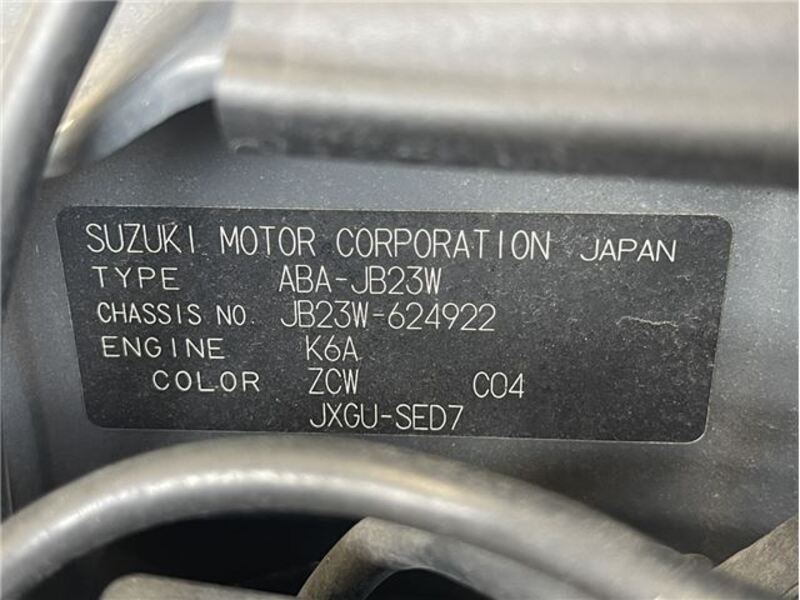 SUZUKI MOTOR CORPORATION JAPAN
TYPE ABA-JB23W
CHASSIS NO. JB23W-624922
ENGINE K6A
COLOR ZCW C04
JXGU-SED7